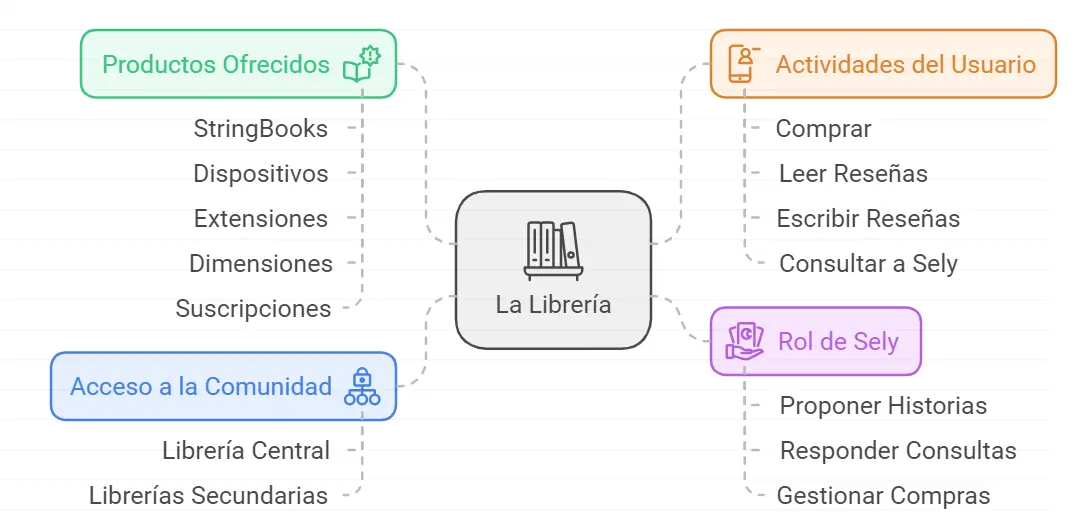 Productos Ofrecidos
StringBooks
Dispositivos
Extensiones
Dimensiones
Suscripciones
Acceso a la Comunidad
Librería Central
Librerías Secundarias
La Librería
Actividades del Usuario
Comprar
Leer Reseñas
Escribir Reseñas
Consultar a Sely
Rol de Sely
Proponer Historias
Responder Consultas
Gestionar Compras